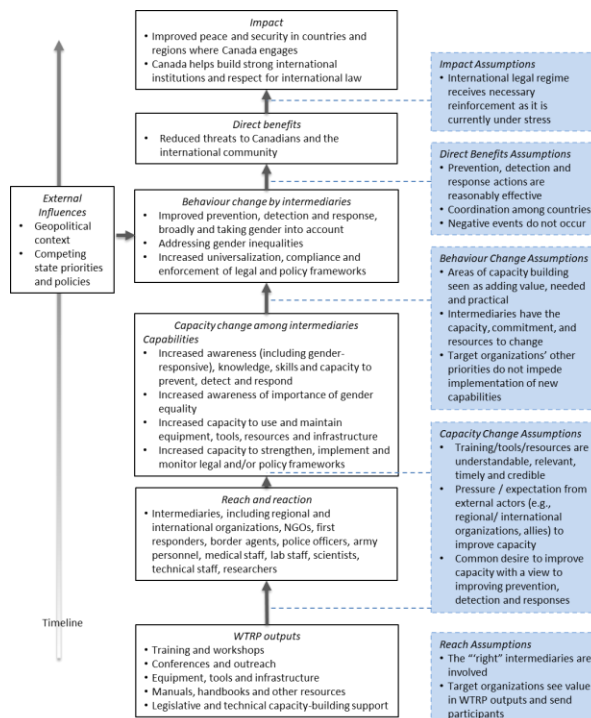 Impact
• Improved peace and security in countries and
regions where Canada engages
• Canada helps build strong international
institutions and respect for international law
Direct benefits
• Reduced threats to Canadians and the
international community
Behaviour change by intermediaries
• Improved prevention, detection and response,
broadly and taking gender into account
• Addressing gender inequalities
• Increased universalization, compliance and
enforcement of legal and policy frameworks
Capacity change among intermediaries
Capabilities
• Increased awareness (including gender-
responsive), knowledge, skills and capacity to
prevent, detect and respond
• Increased awareness of importance of gender
equality
• Increased capacity to use and maintain
equipment, tools, resources and infrastructure
• Increased capacity to strengthen, implement and
monitor legal and/or policy frameworks
Reach and reaction
• Intermediaries, including regional and
international organizations, NGOs, first
responders, border agents, police officers, army
personnel, medical staff, lab staff, scientists,
technical staff, researchers
WTRP outputs
• Training and workshops
• Conferences and outreach
• Equipment, tools and infrastructure
• Manuals, handbooks and other resources
• Legislative and technical capacity-building support
External
Influences
• Geopolitical
context
• Competing
state priorities
and policies
Timeline
Impact Assumptions
• International legal regime
receives necessary
reinforcement as it is
currently under stress
Direct Benefits Assumptions
• Prevention, detection and
response actions are
reasonably effective
• Coordination among countries
• Negative events do not occur
Behaviour Change Assumptions
• Areas of capacity building
seen as adding value, needed
and practical
• Intermediaries have the
capacity, commitment, and
resources to change
• Target organizations' other
priorities do not impede
implementation of new
capabilities
Capacity Change Assumptions
• Training/tools/resources are
understandable, relevant,
timely and credible
• Pressure / expectation from
external actors (e.g.,
regional/ international
organizations, allies) to
improve capacity
• Common desire to improve
capacity with a view to
improving prevention,
detection and responses
Reach Assumptions
• The "'right" intermediaries are
involved
• Target organizations see value
in WTRP outputs and send
participants